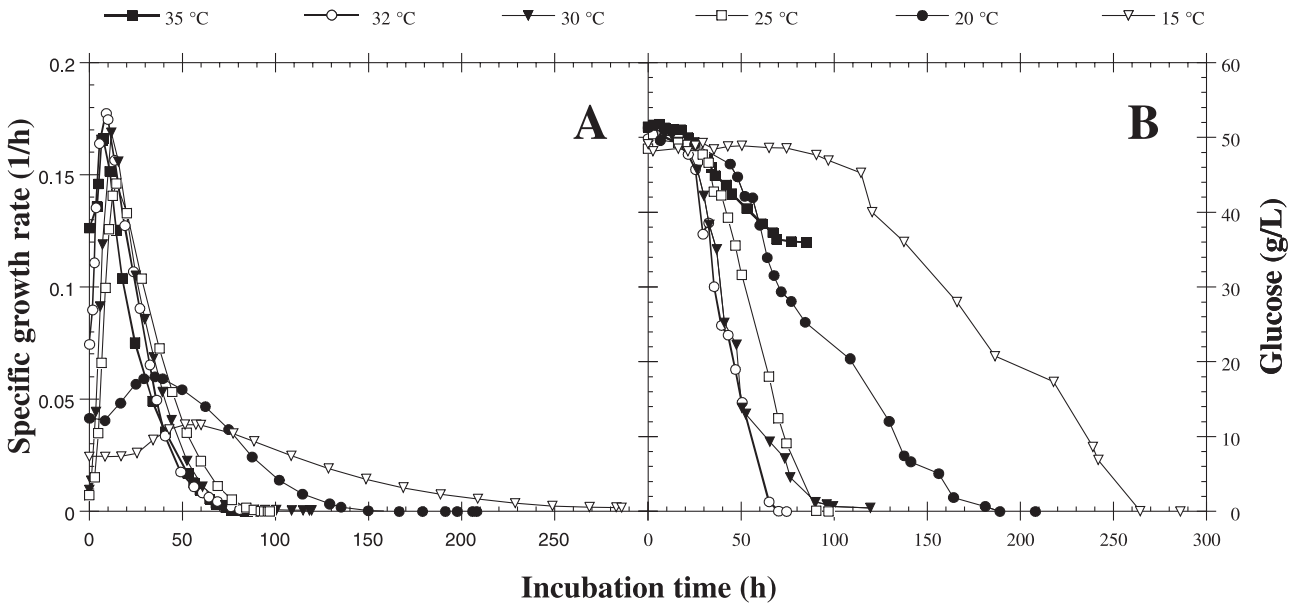 35 °C 32 °C 30 °C 25 °C 20 °C 15 °C
A
B
Specific growth rate (1/h)
0.2
0.15
0.1
0.05
0
Glucose (g/L)
60
50
40
30
20
10
0
0 50 100 150 200 250
0 50 100 150 200 250 300
Incubation time (h)